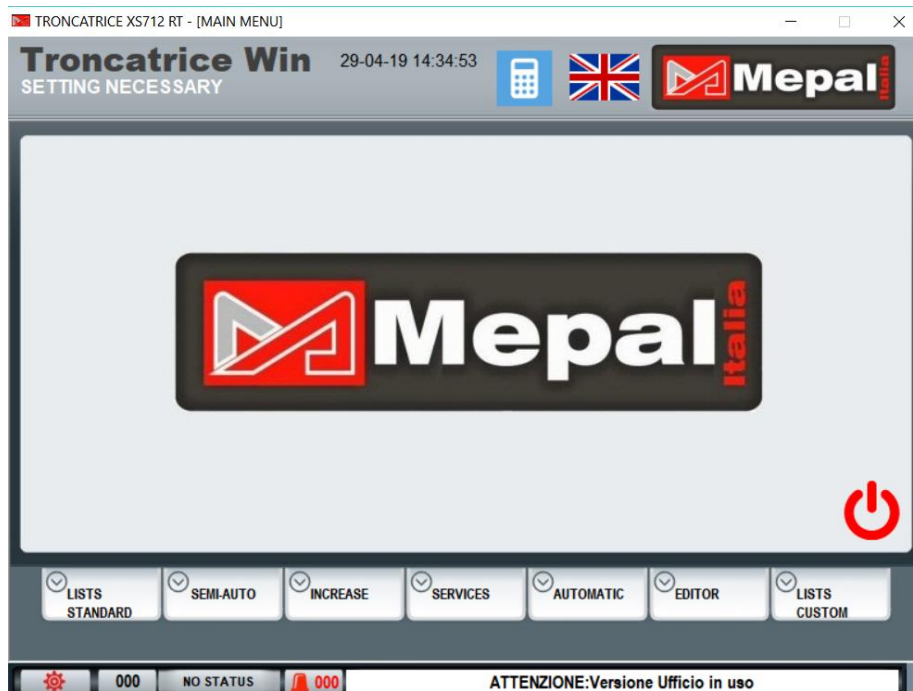 TRONCATRICE XS712 RT - [MAIN MENU]
Troncatrice Win
29-04-19 14:34:53
SETTING NECESSARY
Mepal
Italia
Mepal
Italia
LISTS
STANDARD
SEMI-AUTO
INCREASE
SERVICES
AUTOMATIC
EDITOR
LISTS
CUSTOM
000
NO STATUS
000
ATTENZIONE:Versione Ufficio in uso